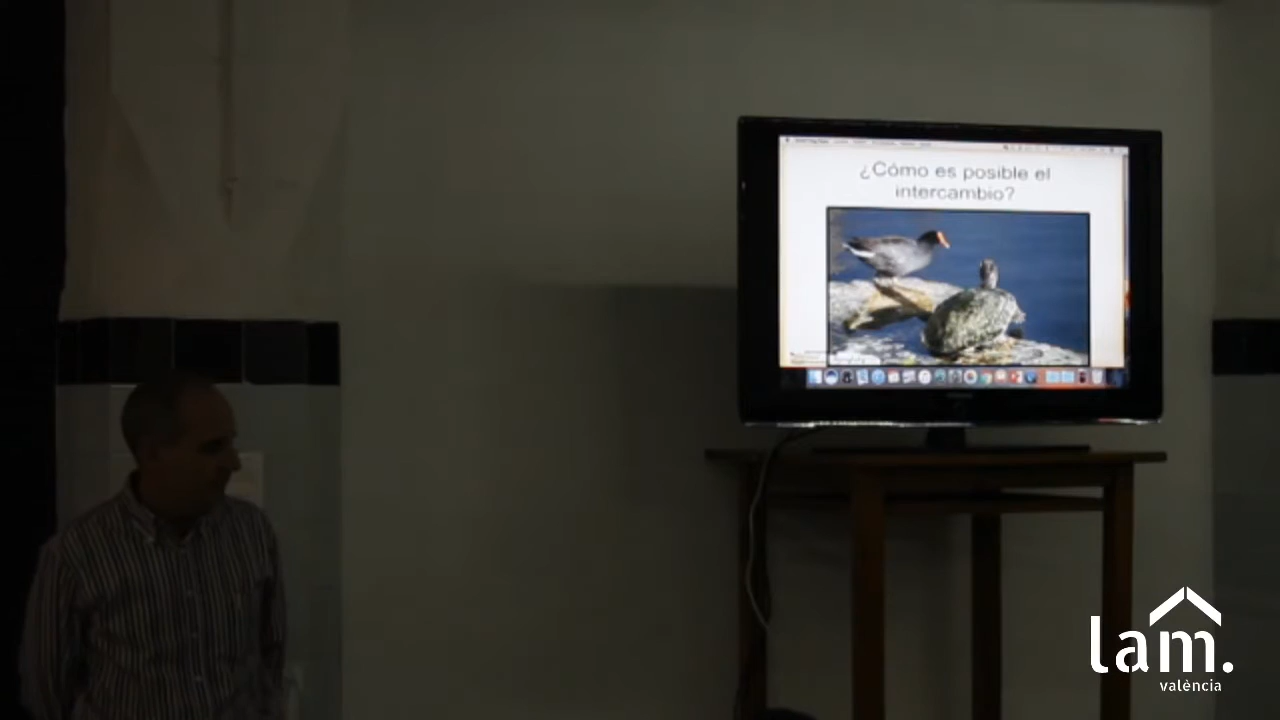 ¿Cómo es posible el
intercambio?
lam.
valència